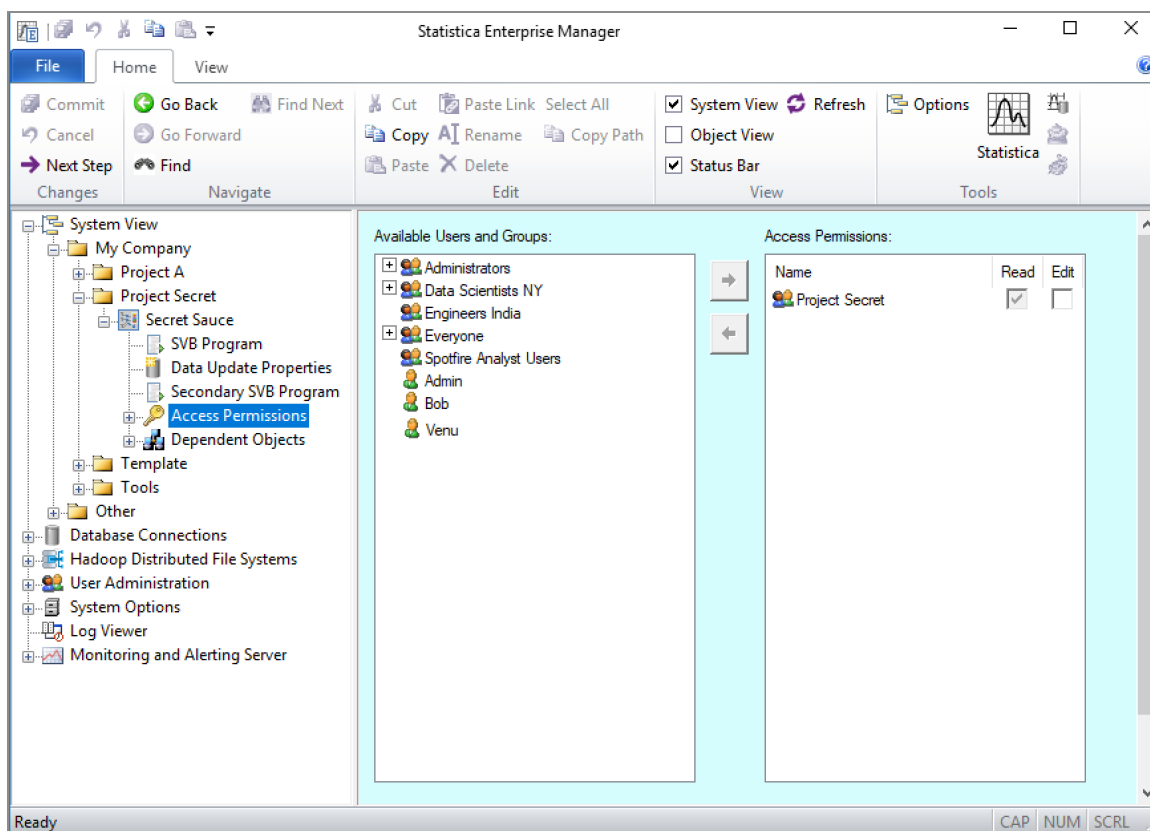 Statistica Enterprise Manager
File Home View
Commit Go Back Find Next Cut Paste Link Select All System View Refresh Options
Cancel Go Forward Copy Rename Copy Path Object View
Next Step Find Paste Delete Status Bar Statistica
Changes Navigate Edit View Tools
System View
My Company
Project A
Project Secret
Secret Sauce
SVB Program
Data Update Properties
Secondary SVB Program
Access Permissions
Dependent Objects
Template
Tools
Other
Database Connections
Hadoop Distributed File Systems
User Administration
System Options
Log Viewer
Monitoring and Alerting Server
Available Users and Groups:
Administrators
Data Scientists NY
Engineers India
Everyone
Spotfire Analyst Users
Admin
Bob
Venu
Access Permissions:
Name Read Edit
Project Secret
Ready CAP NUM SCRL